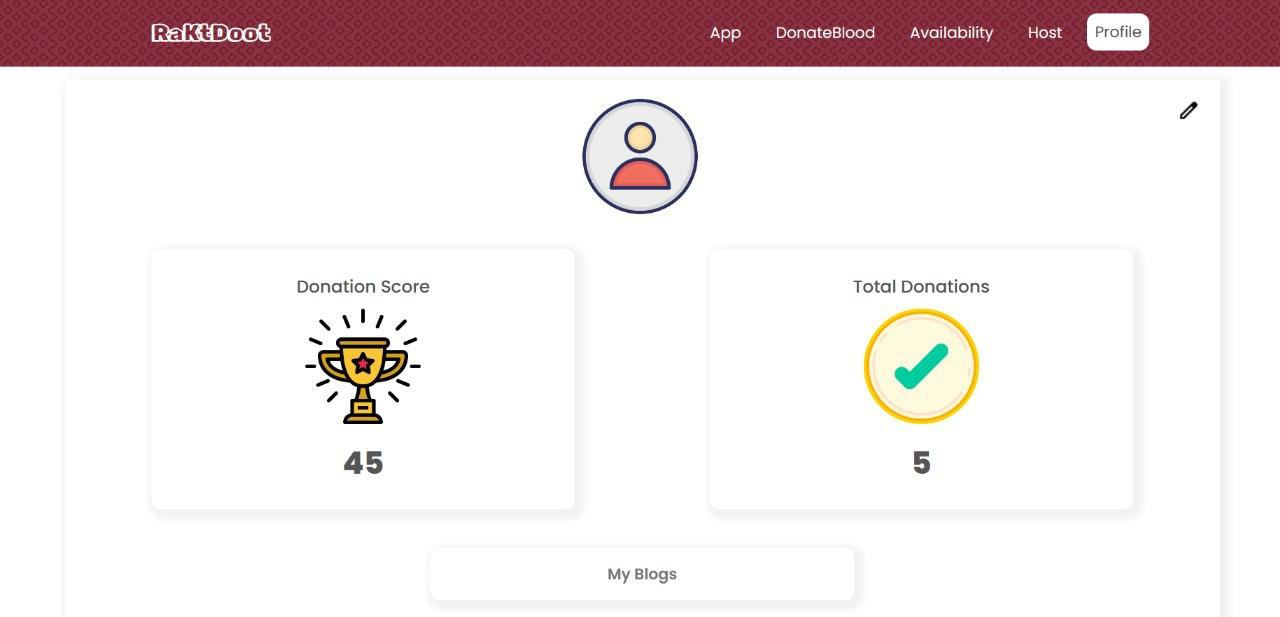 RaKtDoot
App DonateBlood Availability Host Profile
Donation Score
Total Donations
45
5
My Blogs